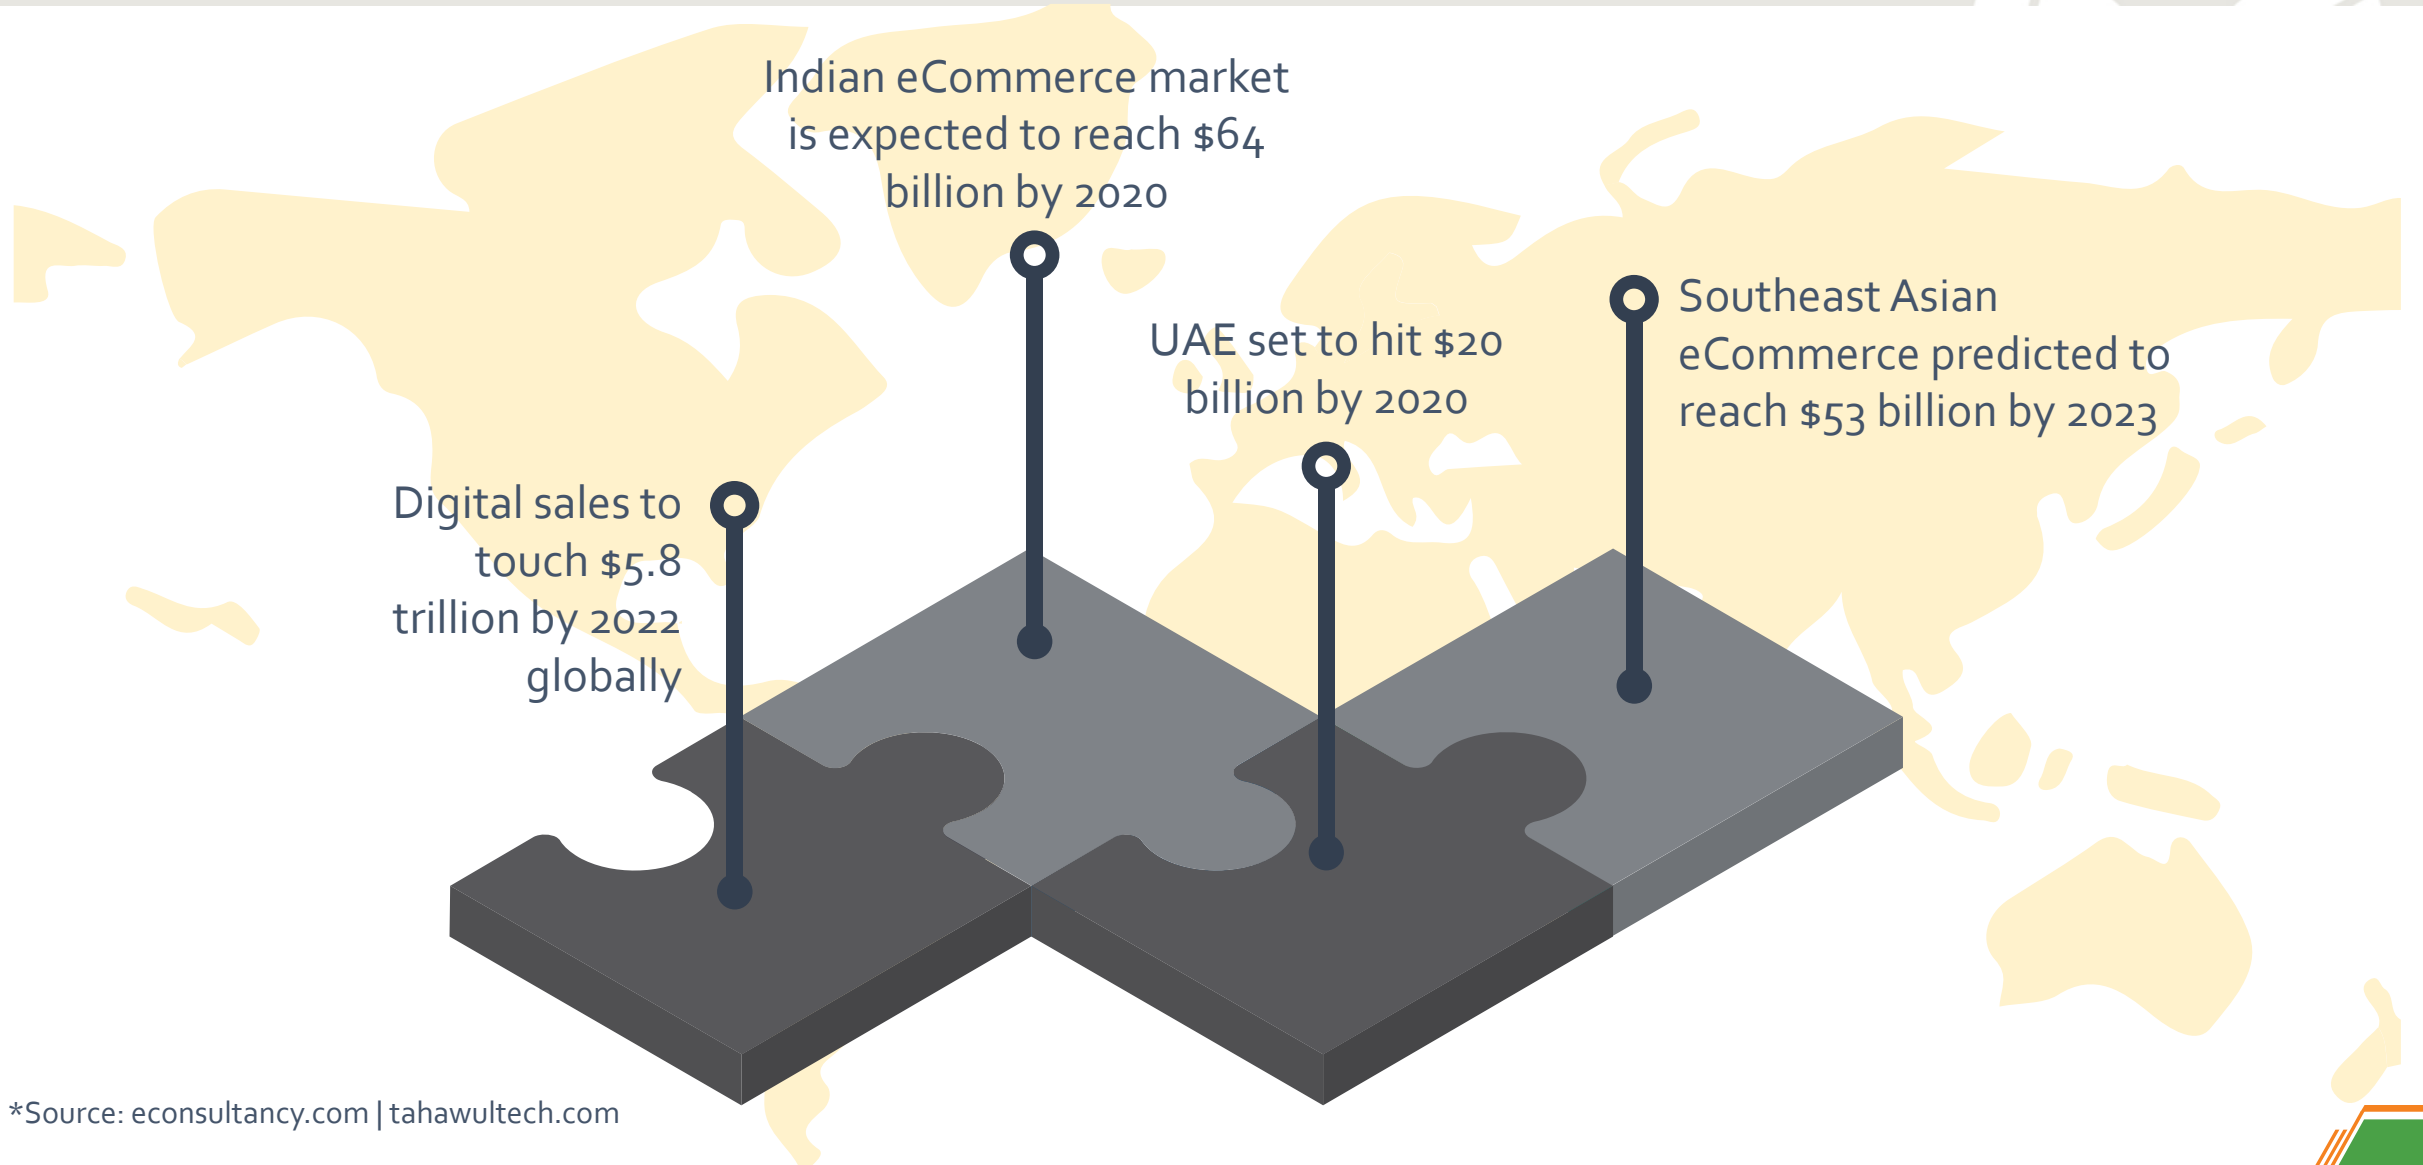 Indian eCommerce market
is expected to reach $64
billion by 2020
UAE set to hit $20
billion by 2020
Southeast Asian
eCommerce predicted to
reach $53 billion by 2023
Digital sales to
touch $5.8
trillion by 2022
globally
*Source: econsultancy.com | tahawultech.com